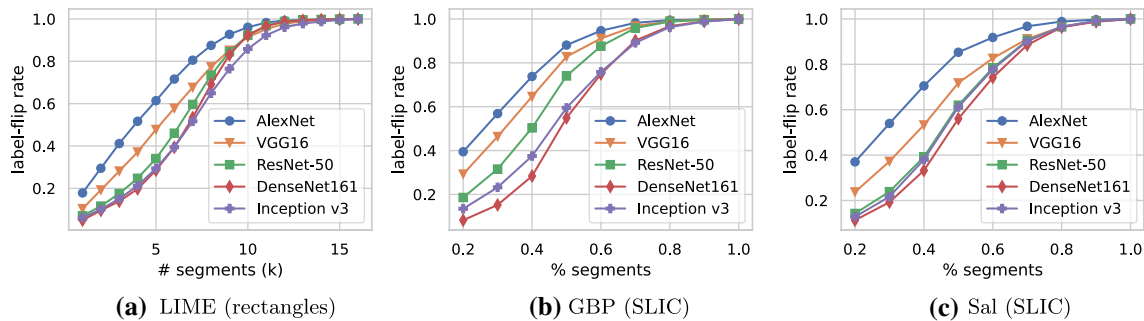 label-flip rate
1.0
0.8
0.6
0.4
0.2
AlexNet
VGG16
ResNet-50
DenseNet161
Inception v3
5 10 15
# segments (k)
(a) LIME (rectangles)
label-flip rate
1.0
0.8
0.6
0.4
0.2
AlexNet
VGG16
ResNet-50
DenseNet161
Inception v3
0.2 0.4 0.6 0.8 1.0
% segments
(b) GBP (SLIC)
label-flip rate
1.0
0.8
0.6
0.4
0.2
AlexNet
VGG16
ResNet-50
DenseNet161
Inception v3
0.2 0.4 0.6 0.8 1.0
% segments
(c) Sal (SLIC)